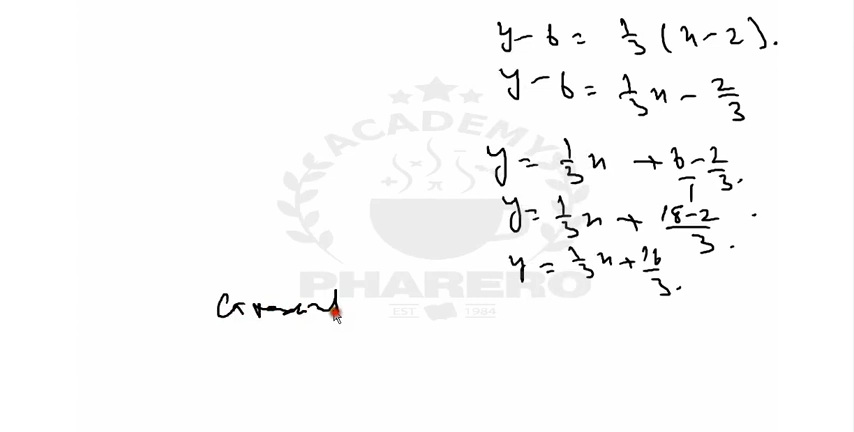 y - 6 = 1/3 (x - 2).
y - 6 = 1/3 x - 2/3
y = 1/3 x + 6/1 - 2/3.
y = 1/3 x + 18-2/3.
y = 1/3 x + 16/3.
ACADEMY
PHARERO
EST 1984